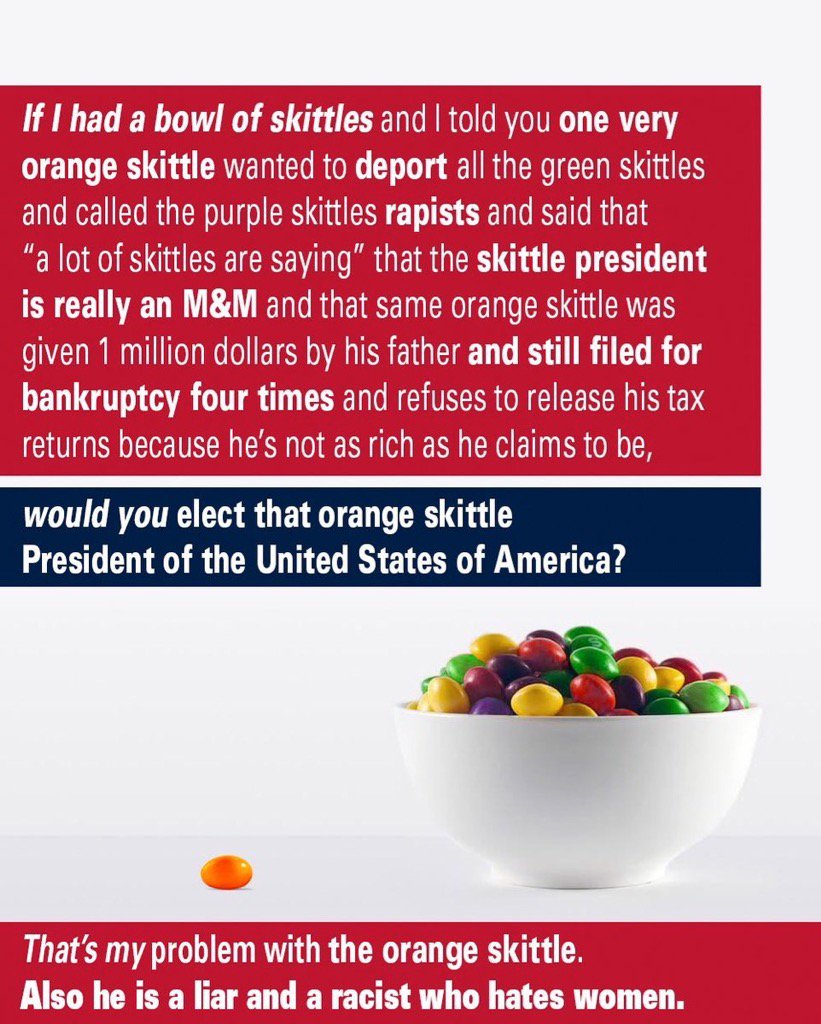 If I had a bowl of skittles and I told you one very
orange skittle wanted to deport all the green skittles
and called the purple skittles rapists and said that
“a lot of skittles are saying” that the skittle president
is really an M&M and that same orange skittle was
given 1 million dollars by his father and still filed for
bankruptcy four times and refuses to release his tax
returns because he’s not as rich as he claims to be,
would you elect that orange skittle
President of the United States of America?
That’s my problem with the orange skittle.
Also he is a liar and a racist who hates women.